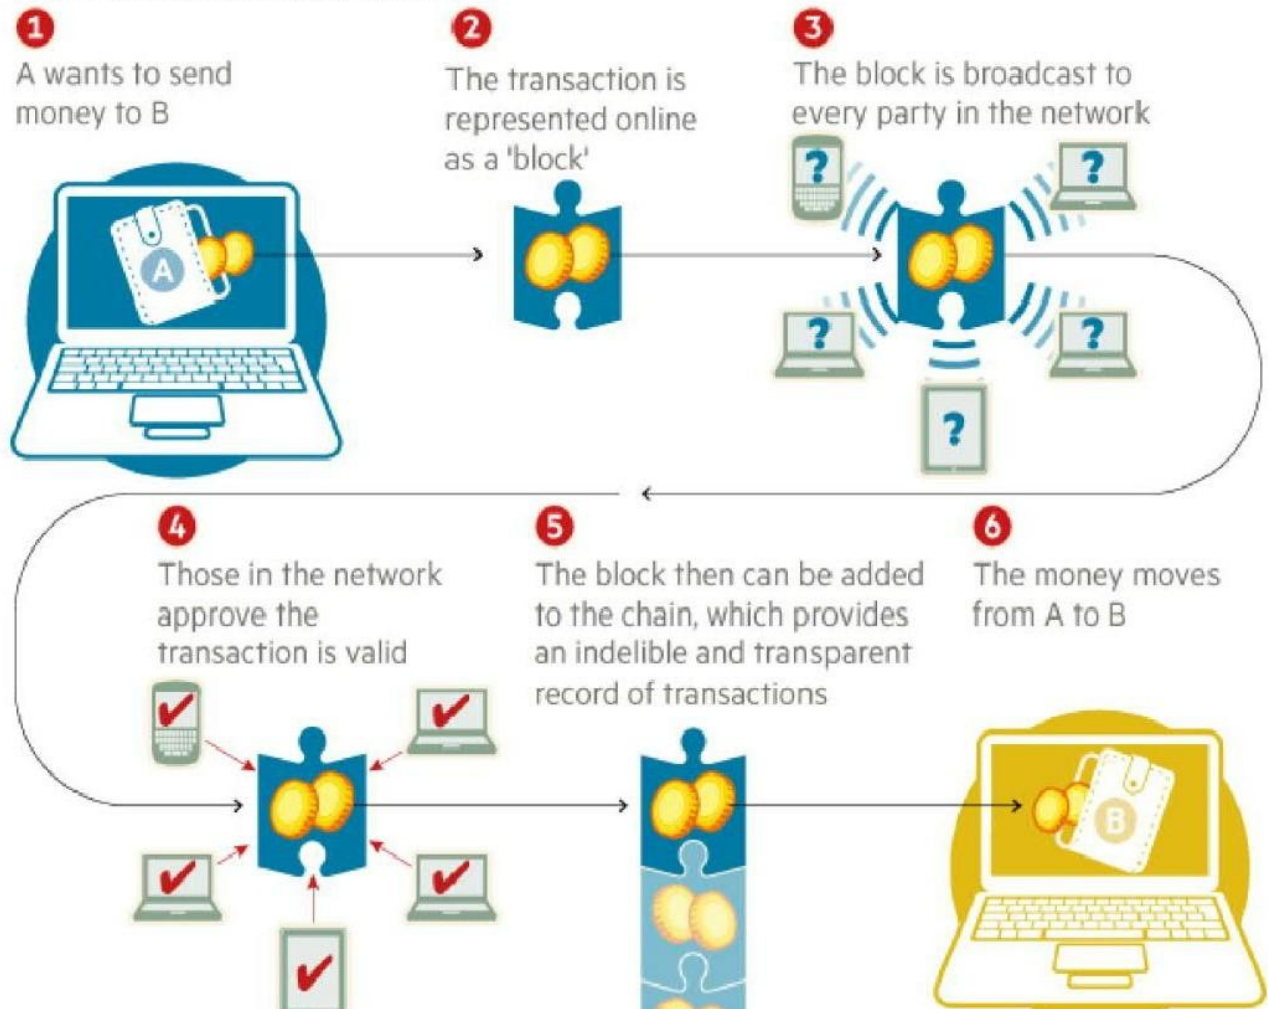 1
A wants to send
money to B
A
2
The transaction is
represented online
as a 'block'
3
The block is broadcast to
every party in the network
?
?
?
?
?
4
Those in the network
approve the
transaction is valid
5
The block then can be added
to the chain, which provides
an indelible and transparent
record of transactions
6
The money moves
from A to B
B